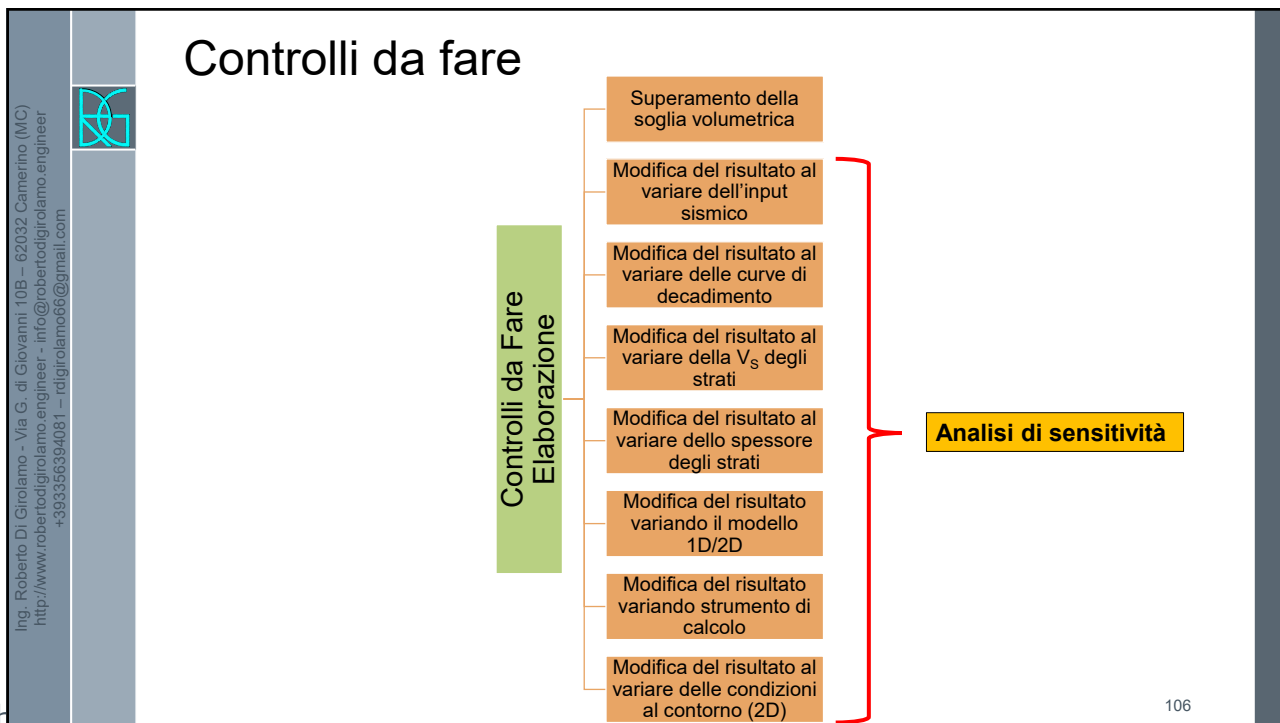 Controlli da fare
Ing. Roberto Di Girolamo - Via G. di Giovanni 10B – 62032 Camerino (MC)
http://www.robertodigirolamo.engineer - info@robertodigirolamo.engineer
+393356394081 – rdigirolamo66@gmail.com
Controlli da Fare
Elaborazione
Superamento della
soglia volumetrica
Modifica del risultato al
variare dell’input
sismico
Modifica del risultato al
variare delle curve di
decadimento
Modifica del risultato al
variare della VS degli
strati
Modifica del risultato al
variare dello spessore
degli strati
Modifica del risultato
variando il modello
1D/2D
Modifica del risultato
variando strumento di
calcolo
Modifica del risultato al
variare delle condizioni
al contorno (2D)
Analisi di sensitività
106